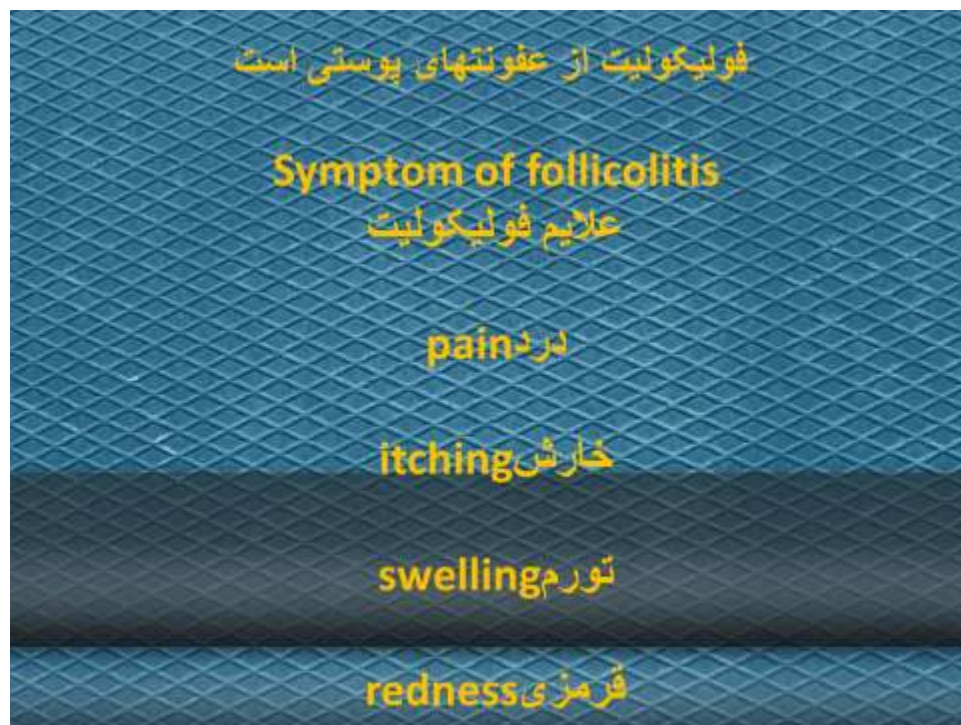 فولیکولیت از عفونتهای پوستی است
Symptom of follicolitis
علایم فولیکولیت
painدرد
itchingخارش
swellingتورم
rednessقرمزی